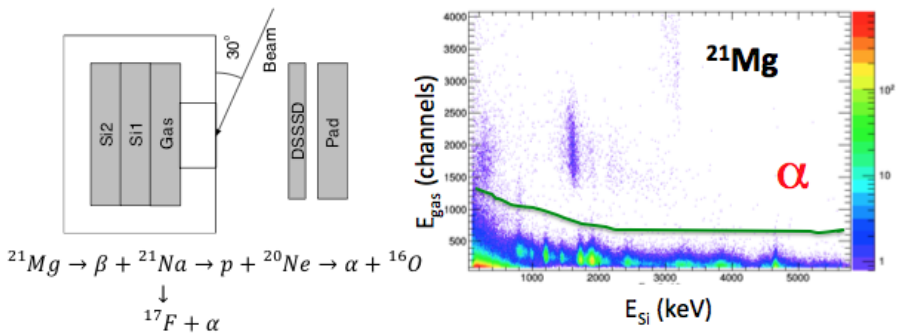 30°
Beam
Si2
Si1
Gas
DSSSD
Pad
²¹Mg → β + ²¹Na → p + ²⁰Ne → α + ¹⁶O
↓
¹⁷F + α
E_gas (channels)
4000
3500
3000
2500
2000
1500
1000
500
²¹Mg
α
10²
10
1
1000
2000
3000
4000
5000
E_Si (keV)